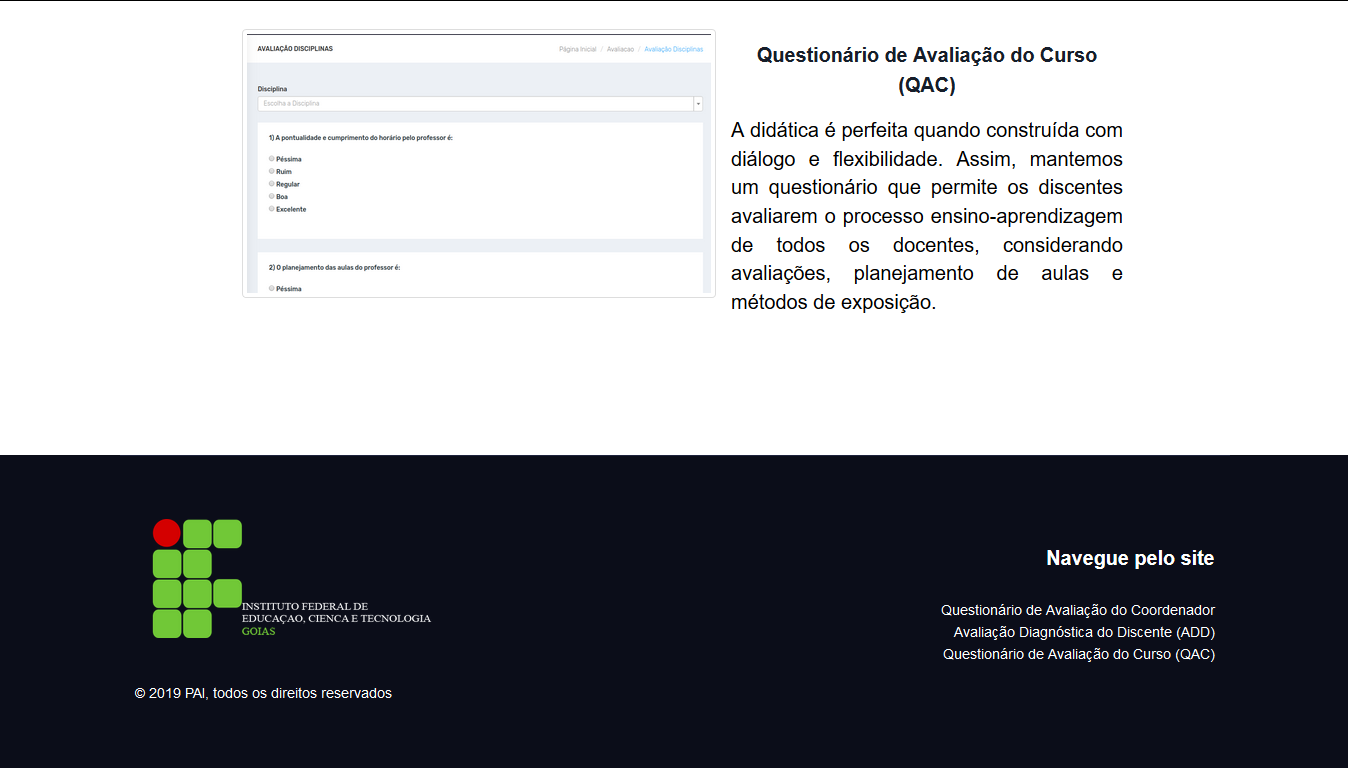 AVALIAÇÃO DISCIPLINAS
Página Inicial / Avaliacao / Avaliação Disciplinas
Disciplina
Escolha a Disciplina
1) A pontualidade e cumprimento do horário pelo professor é:
Péssima
Ruim
Regular
Boa
Excelente
2) O planejamento das aulas do professor é:
Péssima
Questionário de Avaliação do Curso
(QAC)
A didática é perfeita quando construída com
diálogo e flexibilidade. Assim, mantemos
um questionário que permite os discentes
avaliarem o processo ensino-aprendizagem
de todos os docentes, considerando
avaliações, planejamento de aulas e
métodos de exposição.
INSTITUTO FEDERAL DE
EDUCAÇAO, CIENCA E TECNOLOGIA
GOIAS
© 2019 PAI, todos os direitos reservados
Navegue pelo site
Questionário de Avaliação do Coordenador
Avaliação Diagnóstica do Discente (ADD)
Questionário de Avaliação do Curso (QAC)